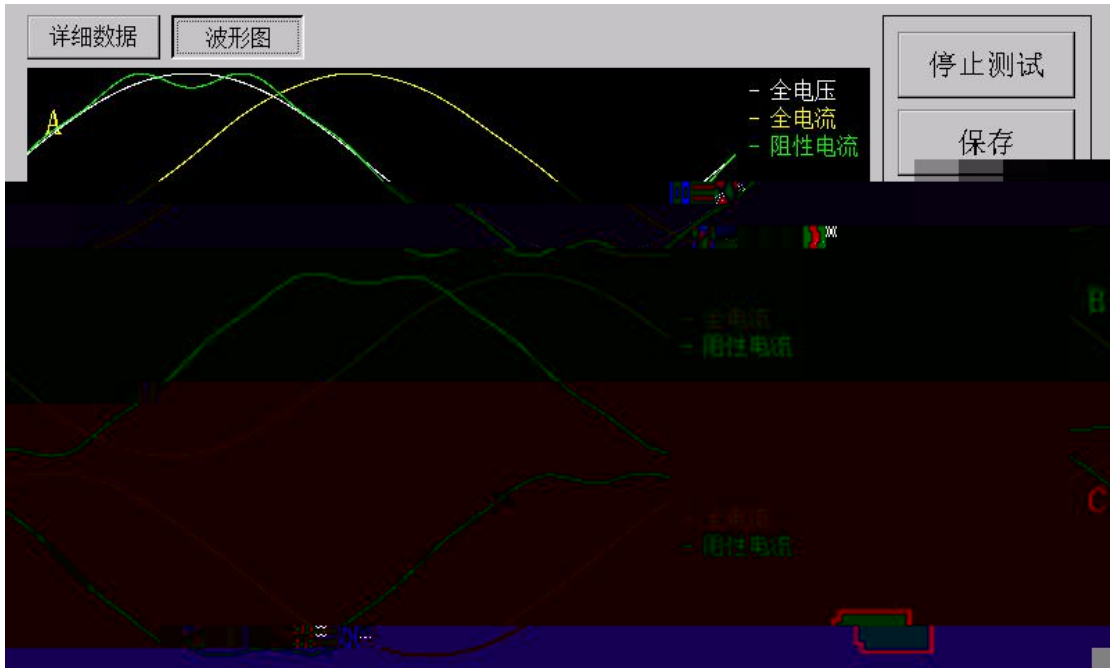 详细数据
波形图
停止测试
A
- 全电压
- 全电流
- 阻性电流
保存
B
- 全电流
- 阻性电流
C
- 全电流
- 阻性电流